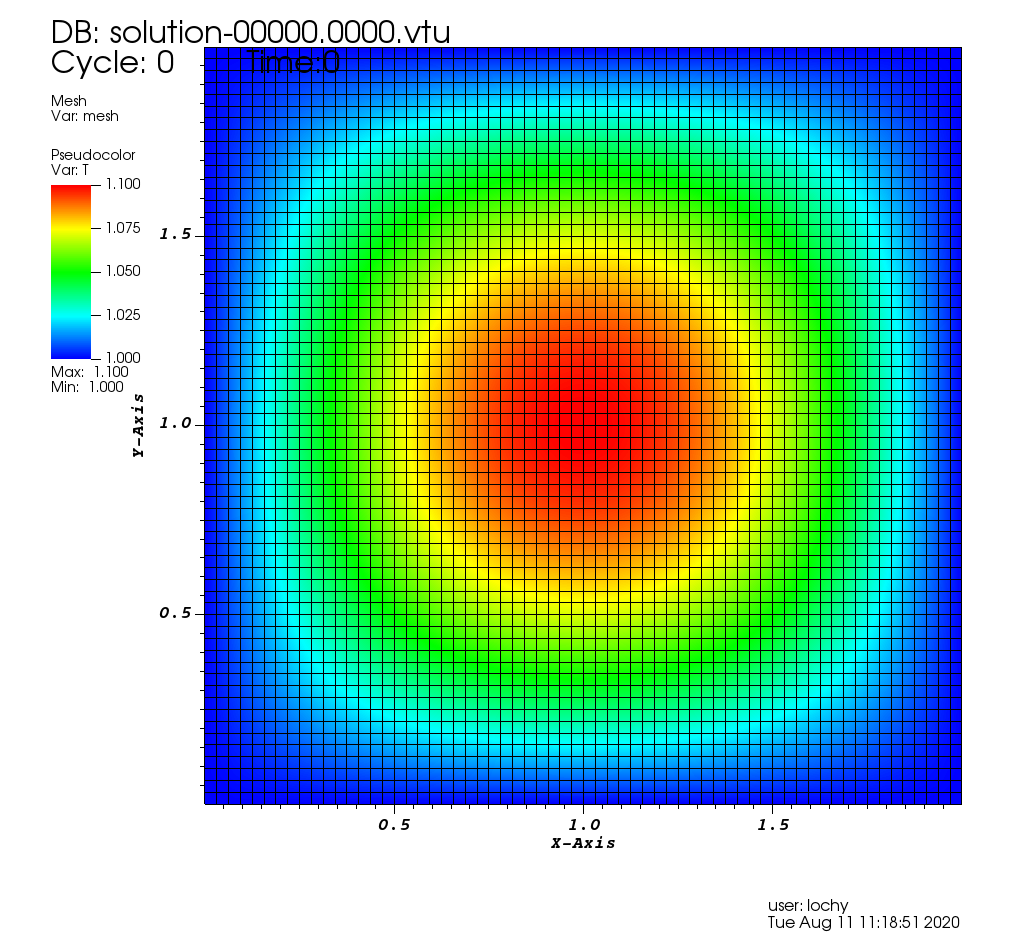 DB: solution-00000.0000.vtu
Cycle: 0 Time:0
Mesh
Var: mesh
Pseudocolor
Var: T
1.100
1.075
1.050
1.025
1.000
Max: 1.100
Min: 1.000
1.5
1.0
0.5
Y-Axis
0.5 1.0 1.5
X-Axis
user: lochy
Tue Aug 11 11:18:51 2020